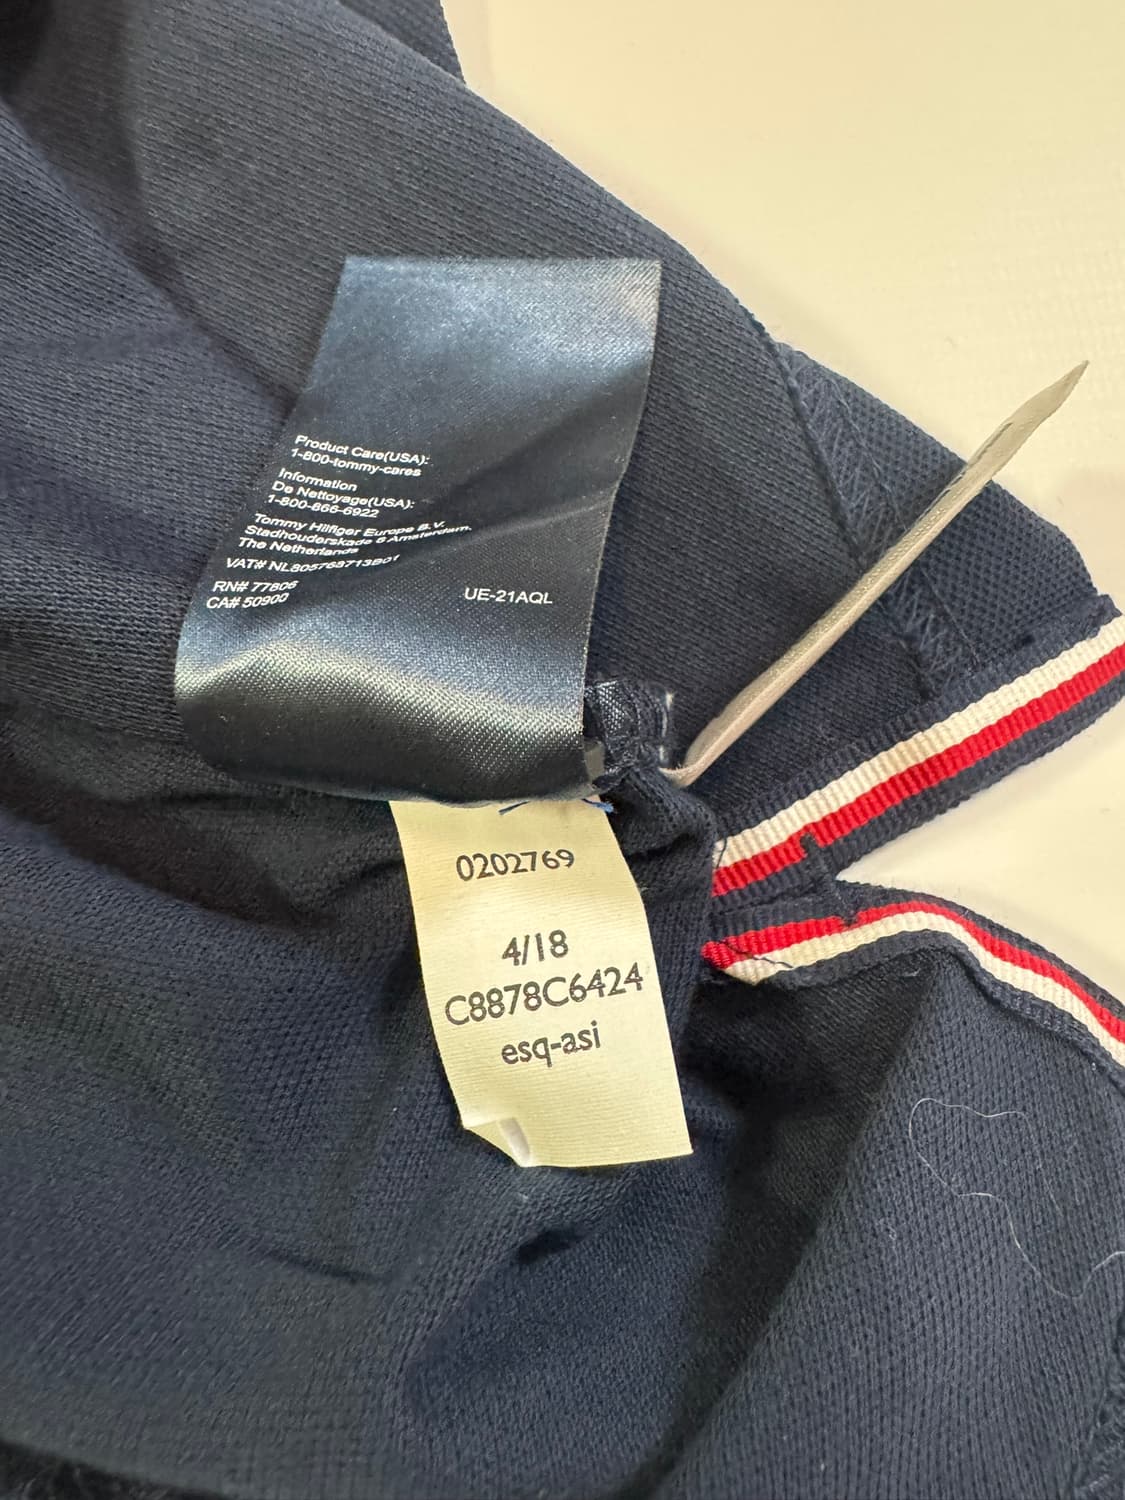 Product Care(USA):
1-800-tommy-cares
Information
De Nettoyage(USA):
1-800-866-6922
Tommy Hilfiger Europe B.V.
Stadhouderskade 6 Amsterdam,
The Netherlands
VAT# NL805768713B01
RN# 77806
CA# 50900
UE-21AQL
0202769
4/18
C8878C6424
esq-asi